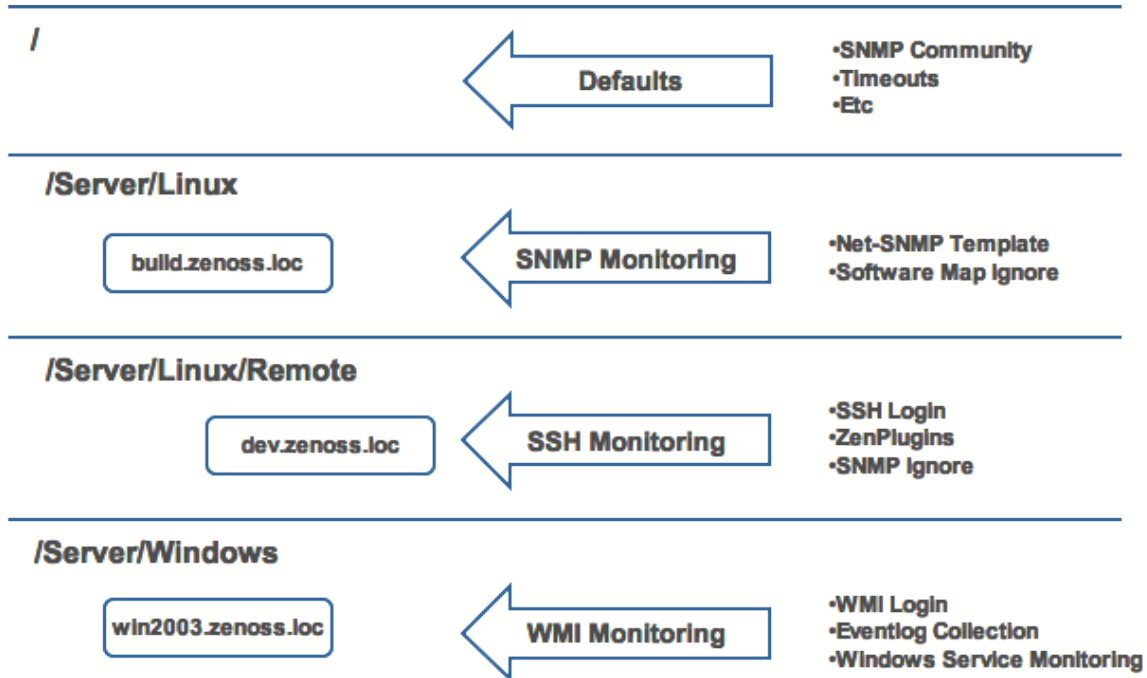 /
Defaults
•SNMP Community
•Timeouts
•Etc
/Server/Linux
build.zenoss.loc
SNMP Monitoring
•Net-SNMP Template
•Software Map Ignore
/Server/Linux/Remote
dev.zenoss.loc
SSH Monitoring
•SSH Login
•ZenPlugins
•SNMP Ignore
/Server/Windows
win2003.zenoss.loc
WMI Monitoring
•WMI Login
•Eventlog Collection
•Windows Service Monitoring